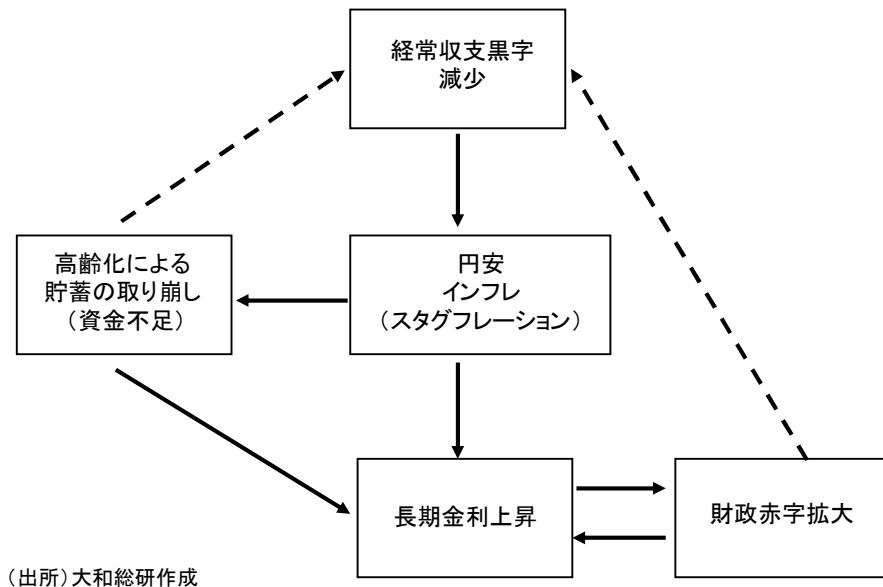 経常収支黒字
減少
高齢化による
貯蓄の取り崩し
（資金不足）
円安
インフレ
（スタグフレーション）
長期金利上昇
財政赤字拡大
（出所）大和総研作成